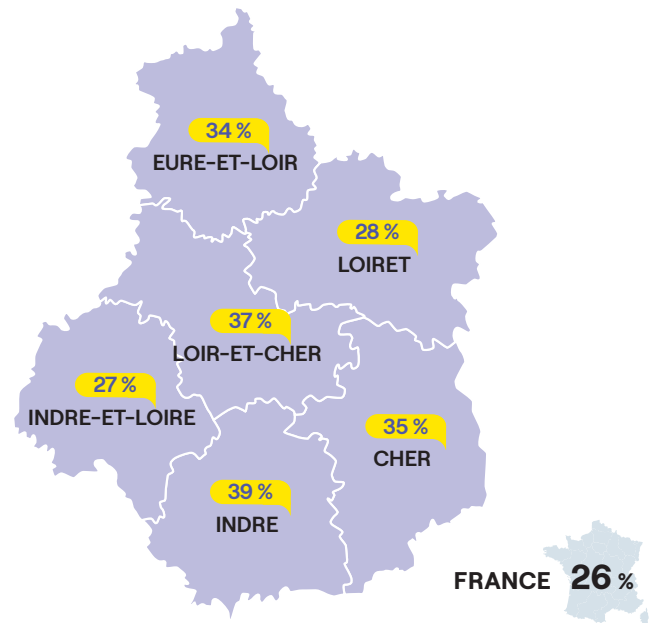 34 %
EURE-ET-LOIR
28 %
LOIRET
37 %
LOIR-ET-CHER
27 %
INDRE-ET-LOIRE
35 %
CHER
39 %
INDRE
FRANCE 26 %